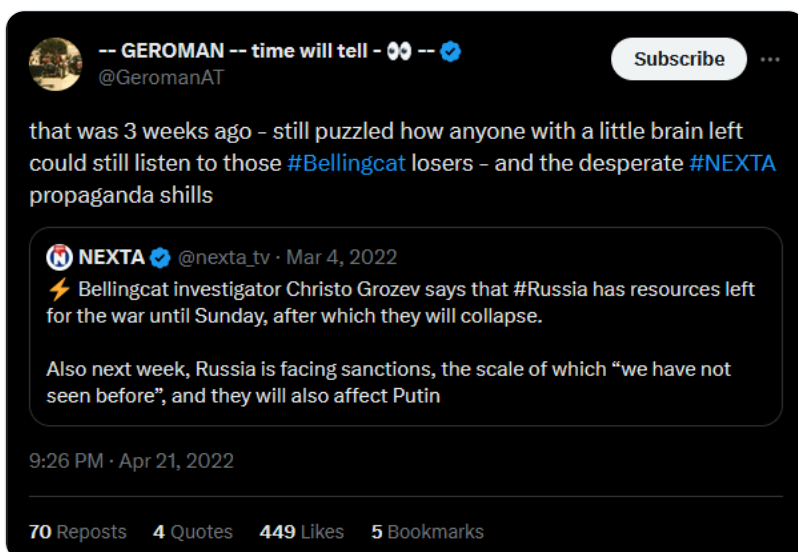 -- GEROMAN -- time will tell - 👀 --
Subscribe
@GeromanAT
that was 3 weeks ago - still puzzled how anyone with a little brain left
could still listen to those #Bellingcat losers - and the desperate #NEXTA
propaganda shills
NEXTA @nexta_tv · Mar 4, 2022
⚡ Bellingcat investigator Christo Grozev says that #Russia has resources left
for the war until Sunday, after which they will collapse.
Also next week, Russia is facing sanctions, the scale of which “we have not
seen before”, and they will also affect Putin
9:26 PM · Apr 21, 2022
70 Reposts 4 Quotes 449 Likes 5 Bookmarks